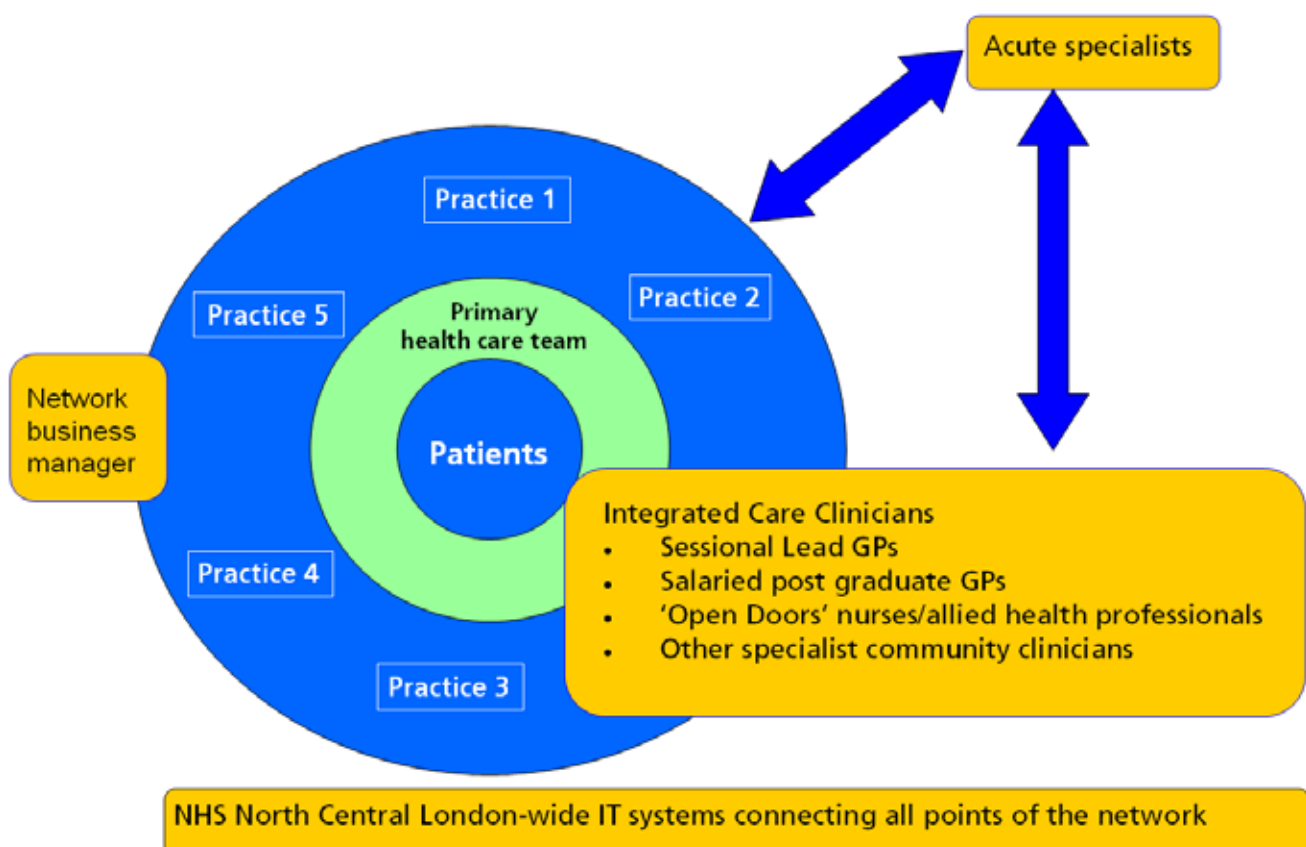 Acute specialists
Practice 1
Practice 2
Practice 5
Primary
health care team
Network
business
manager
Patients
Integrated Care Clinicians
• Sessional Lead GPs
• Salaried post graduate GPs
• ‘Open Doors’ nurses/allied health professionals
• Other specialist community clinicians
Practice 4
Practice 3
NHS North Central London-wide IT systems connecting all points of the network